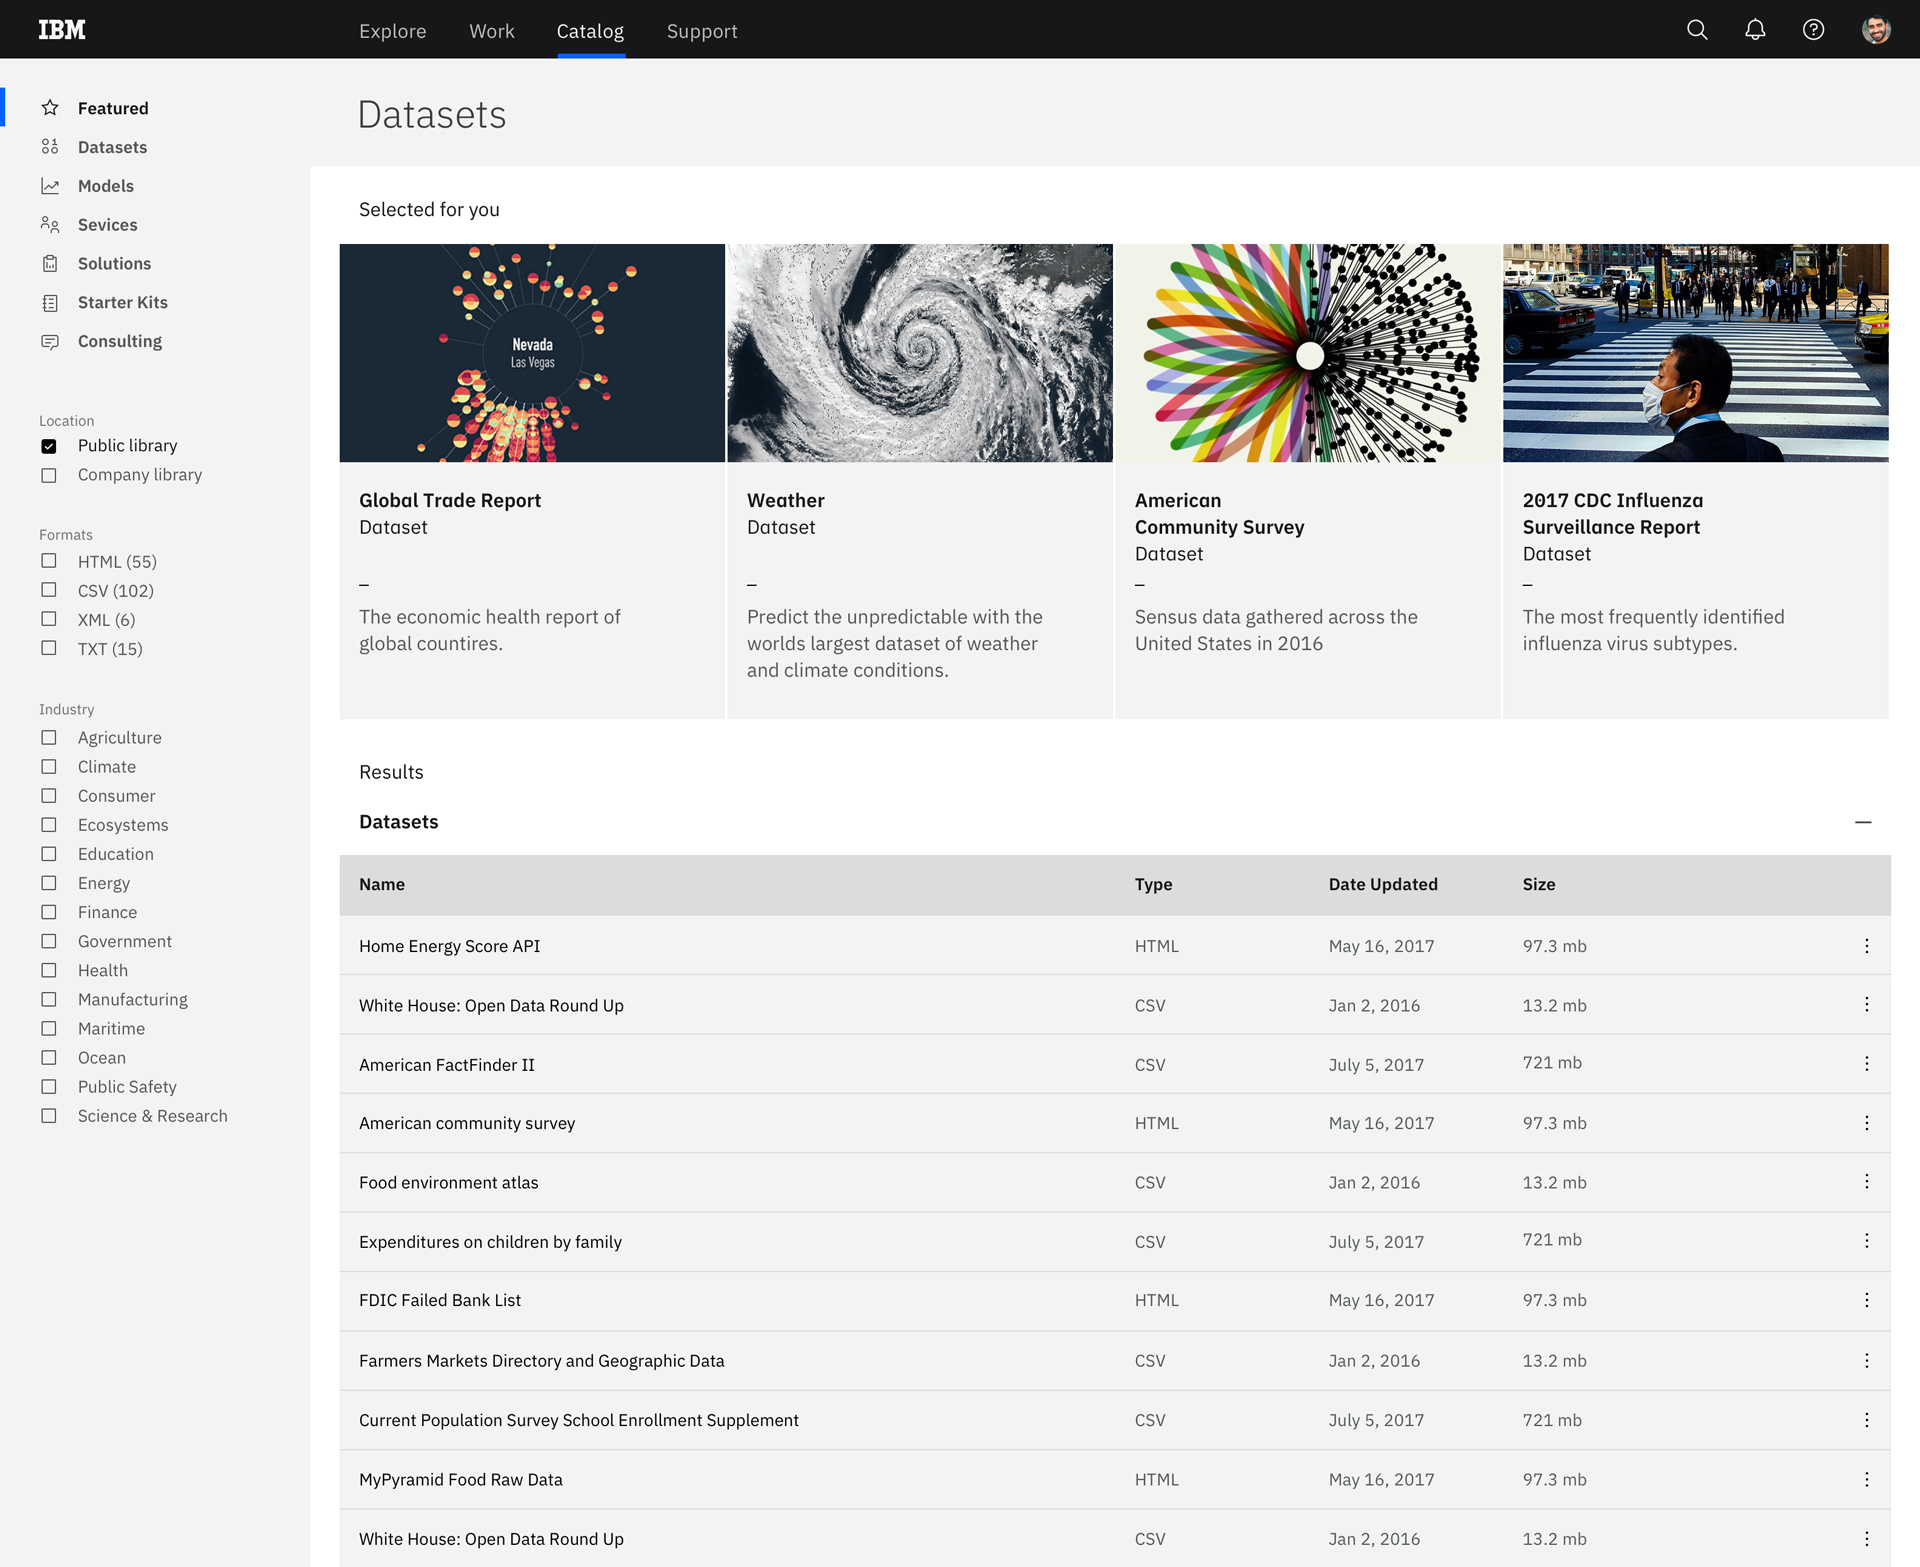 IBM
Explore
Work
Catalog
Support
Featured
Datasets
Models
Sevices
Solutions
Starter Kits
Consulting
Location
Public library
Company library
Formats
HTML (55)
CSV (102)
XML (6)
TXT (15)
Industry
Agriculture
Climate
Consumer
Ecosystems
Education
Energy
Finance
Government
Health
Manufacturing
Maritime
Ocean
Public Safety
Science & Research
Datasets
Selected for you
Nevada
Las Vegas
Global Trade Report
Dataset
–
The economic health report of
global countires.
Weather
Dataset
–
Predict the unpredictable with the
worlds largest dataset of weather
and climate conditions.
American
Community Survey
Dataset
–
Sensus data gathered across the
United States in 2016
2017 CDC Influenza
Surveillance Report
Dataset
–
The most frequently identified
influenza virus subtypes.
Results
Datasets
Name Type Date Updated Size
Home Energy Score API HTML May 16, 2017 97.3 mb
White House: Open Data Round Up CSV Jan 2, 2016 13.2 mb
American FactFinder II CSV July 5, 2017 721 mb
American community survey HTML May 16, 2017 97.3 mb
Food environment atlas CSV Jan 2, 2016 13.2 mb
Expenditures on children by family CSV July 5, 2017 721 mb
FDIC Failed Bank List HTML May 16, 2017 97.3 mb
Farmers Markets Directory and Geographic Data CSV Jan 2, 2016 13.2 mb
Current Population Survey School Enrollment Supplement CSV July 5, 2017 721 mb
MyPyramid Food Raw Data HTML May 16, 2017 97.3 mb
White House: Open Data Round Up CSV Jan 2, 2016 13.2 mb